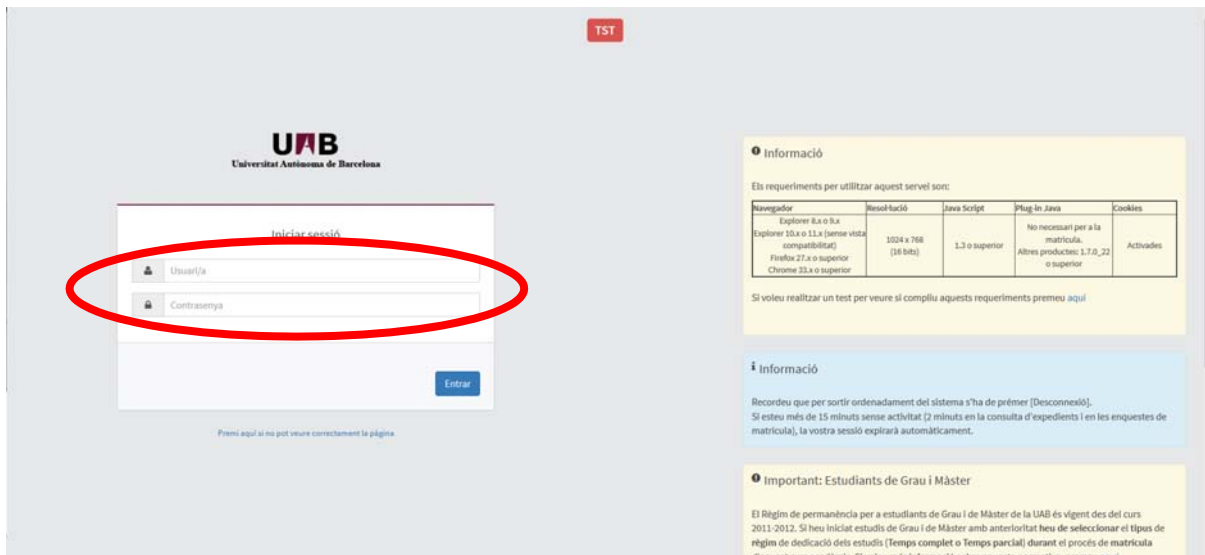 TST
UAB
Universitat Autònoma de Barcelona
Iniciar sessió
Usuari/a
Contrasenya
Entrar
Premi aquí si no pot veure correctament la pàgina
Informació
Els requeriments per utilitzar aquest servei son:
Navegador Resol·lució Java Script Plug-in Java Cookies
Explorer 8.x o 9.x
Explorer 10.x o 11.x (sense vista
compatibilitat)
Firefox 27.x o superior
Chrome 33.x o superior
1024 x 768
(16 bits)
1.3 o superior
No necessari per a la
matrícula.
Altres productes: 1.7.0_22
o superior
Activades
Si voleu realitzar un test per veure si compliu aquests requeriments premeu aquí
Informació
Recordeu que per sortir ordenadament del sistema s'ha de prémer [Desconnexió].
Si esteu més de 15 minuts sense activitat (2 minuts en la consulta d'expedients i en les enquestes de
matrícula), la vostra sessió expirarà automàticament.
Important: Estudiants de Grau i Màster
El Règim de permanència per a estudiants de Grau i de Màster de la UAB és vigent des del curs
2011-2012. Si heu iniciat estudis de Grau i de Màster amb anterioritat heu de seleccionar el tipus de
règim de dedicació dels estudis (Temps complet o Temps parcial) durant el procés de matrícula